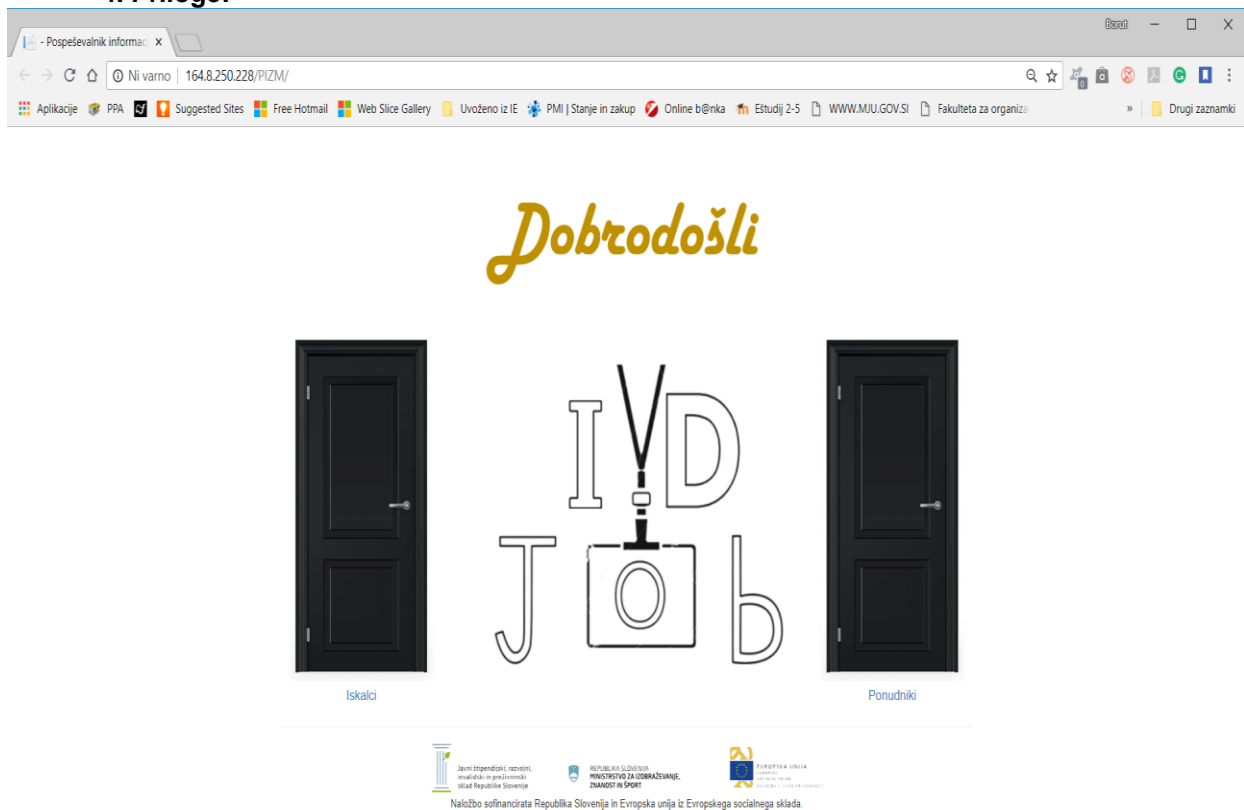 - Pospeševalnik informac
Borut
Ni varno | 164.8.250.228/PIZM/
Aplikacije PPA Suggested Sites Free Hotmail Web Slice Gallery Uvoženo iz IE PMI | Stanje in zakup Online b@nka Eštudij 2-5 WWW.MJU.GOV.SI Fakulteta za organiza » Drugi zaznamki
Dobrodošli
I D
J O b
Iskalci
Ponudniki
Javni štipendijski, razvojni,
invalidski in preživninski
sklad Republike Slovenije
REPUBLIKA SLOVENIJA
MINISTRSTVO ZA IZOBRAŽEVANJE,
ZNANOST IN ŠPORT
EVROPSKA UNIJA
Naložbo sofinancirata Republika Slovenija in Evropska unija iz Evropskega socialnega sklada.